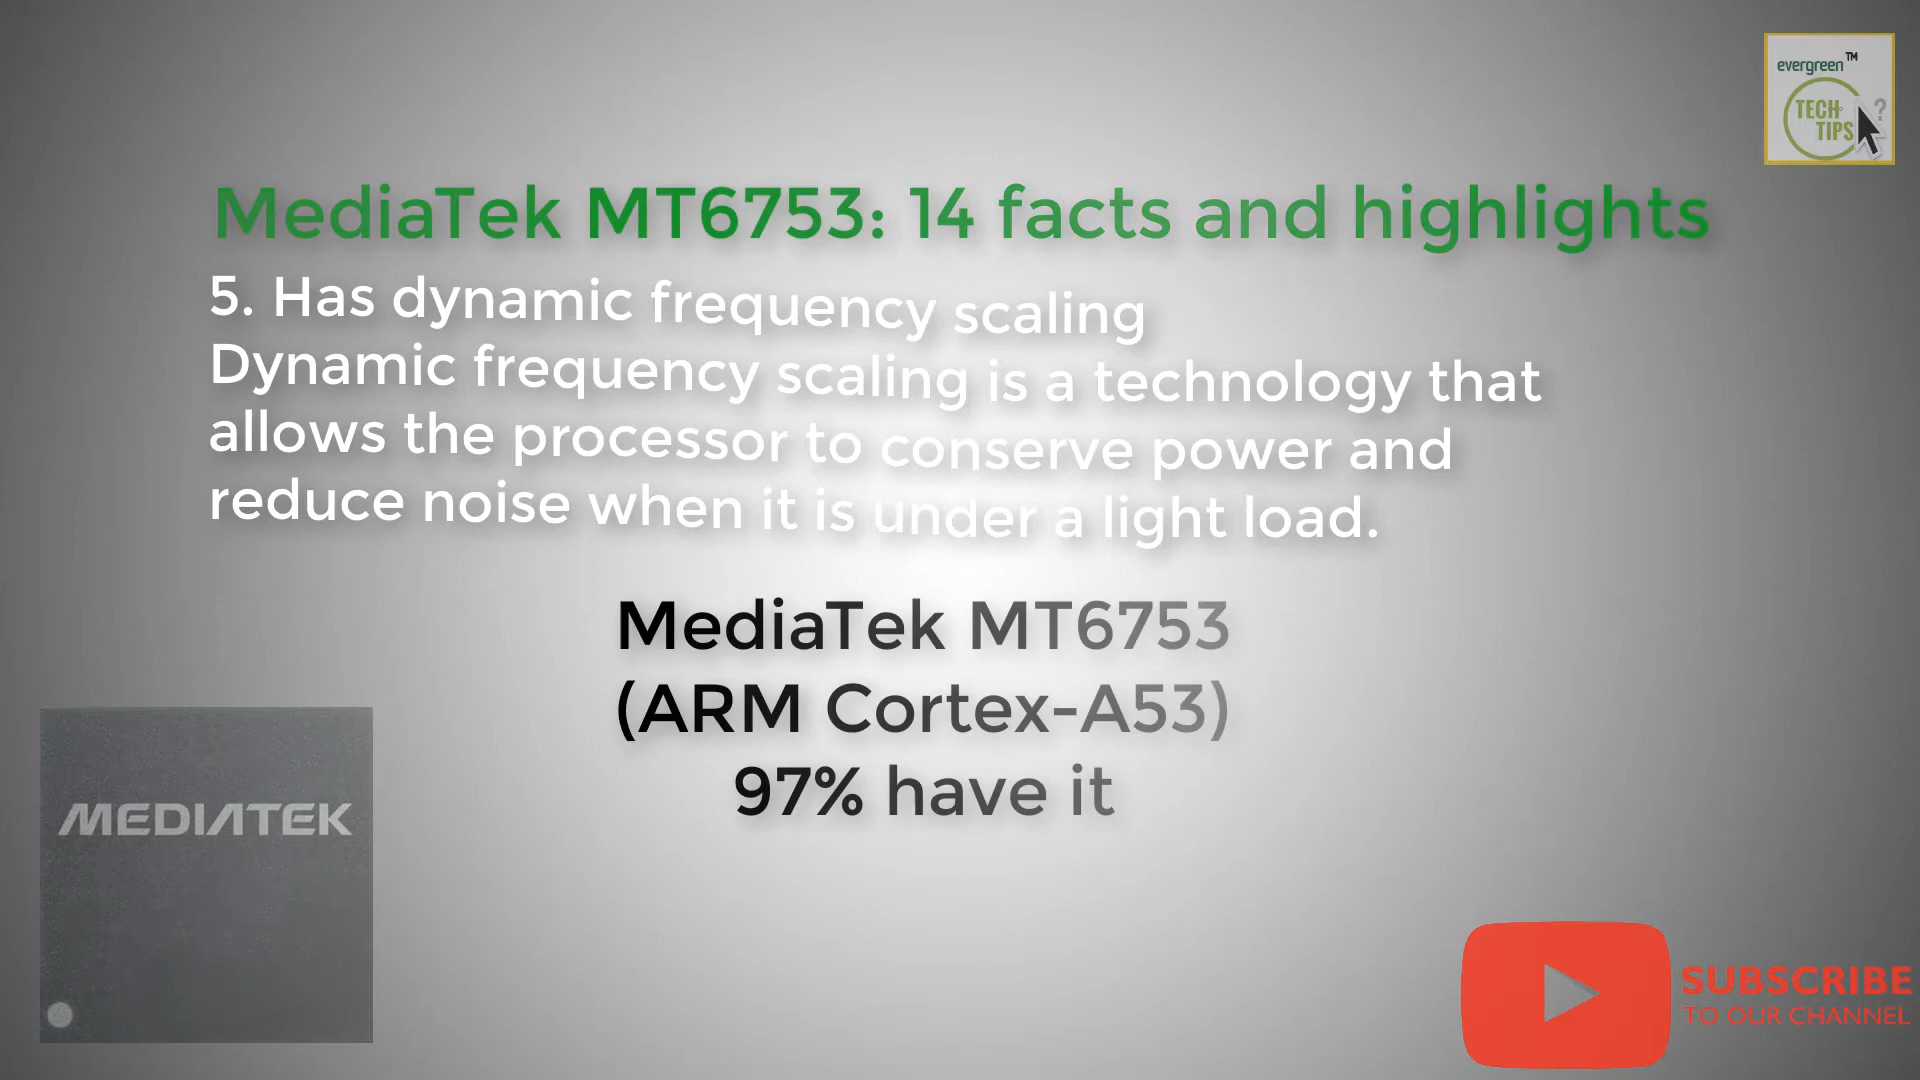 evergreen™
TECH
TIPS
?
MediaTek MT6753: 14 facts and highlights
5. Has dynamic frequency scaling
Dynamic frequency scaling is a technology that
allows the processor to conserve power and
reduce noise when it is under a light load.
MediaTek MT6753
(ARM Cortex-A53)
97% have it
MEDIATEK
SUBSCRIBE
TO OUR CHANNEL